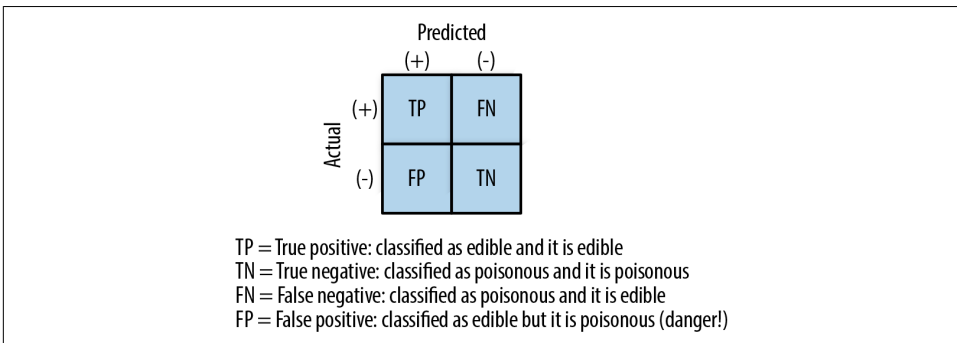 Predicted
(+) (-)
Actual
(+) TP FN
(-) FP TN
TP = True positive: classified as edible and it is edible
TN = True negative: classified as poisonous and it is poisonous
FN = False negative: classified as poisonous and it is edible
FP = False positive: classified as edible but it is poisonous (danger!)